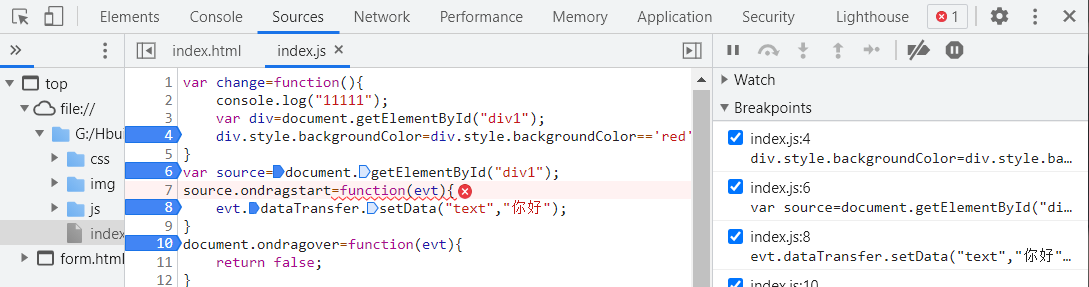 Elements Console Sources Network Performance Memory Application Security Lighthouse 1
» index.html index.js
top
file://
G:/Hbui
css
img
js
index
form.html
1 var change=function(){
2 console.log("11111");
3 var div=document.getElementById("div1");
4 div.style.backgroundColor=div.style.backgroundColor=='red'
5 }
6 var source=document.getElementById("div1");
7 source.ondragstart=function(evt){
8 evt.dataTransfer.setData("text","你好");
9 }
10 document.ondragover=function(evt){
11 return false;
12 }
Watch
Breakpoints
index.js:4
div.style.backgroundColor=div.style.ba…
index.js:6
var source=document.getElementById("di…
index.js:8
evt.dataTransfer.setData("text","你好"…
index.js:10